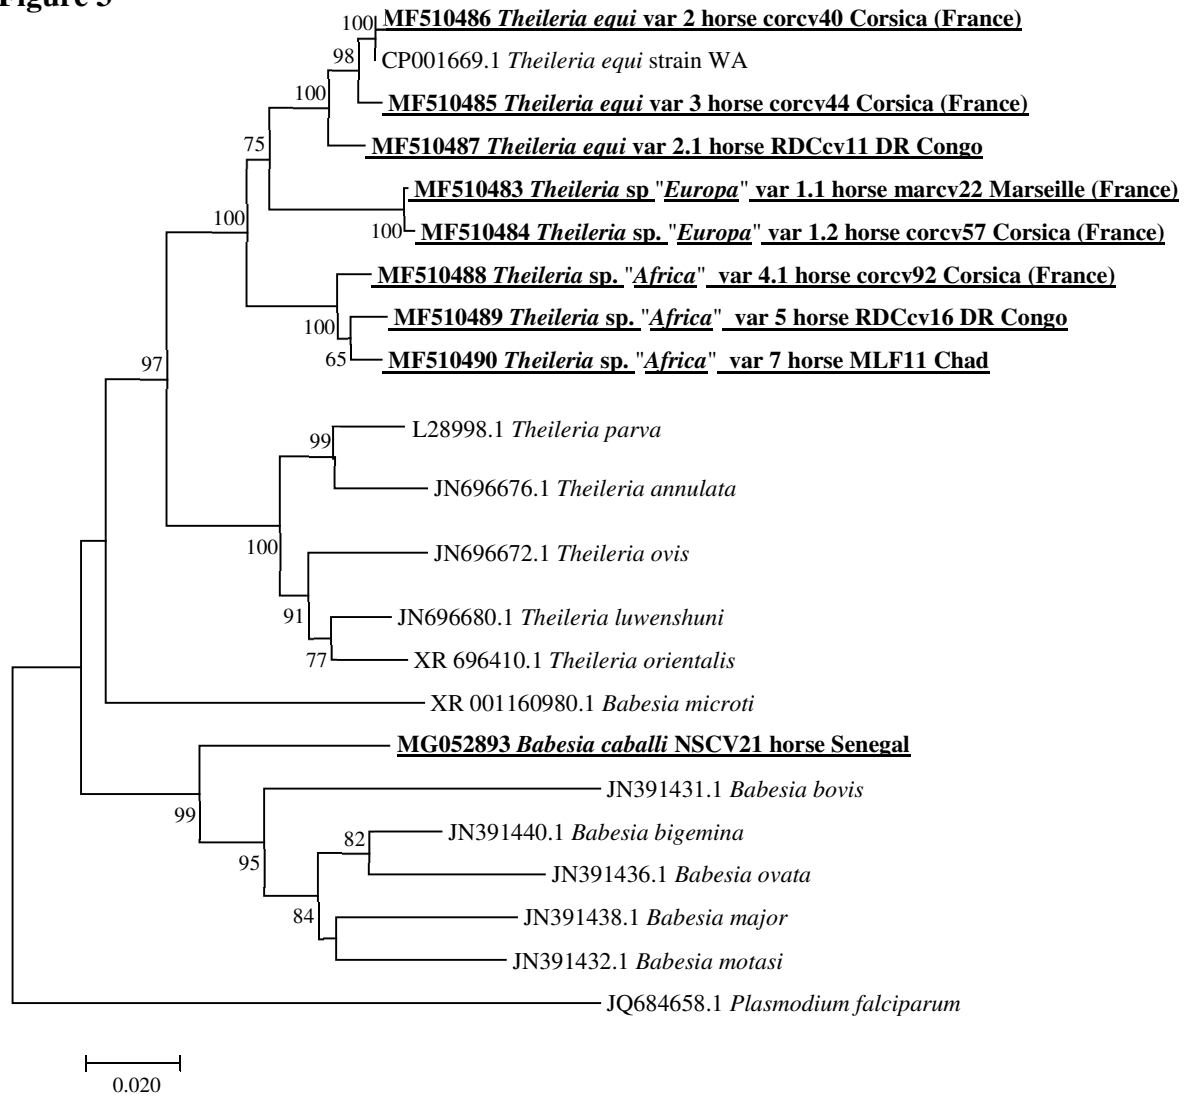 Figure 3
100
MF510486 Theileria equi var 2 horse corcv40 Corsica (France)
98
CP001669.1 Theileria equi strain WA
100
MF510485 Theileria equi var 3 horse corcv44 Corsica (France)
75
MF510487 Theileria equi var 2.1 horse RDCcv11 DR Congo
MF510483 Theileria sp "Europa" var 1.1 horse marcv22 Marseille (France)
100
100
MF510484 Theileria sp. "Europa" var 1.2 horse corcv57 Corsica (France)
MF510488 Theileria sp. "Africa" var 4.1 horse corcv92 Corsica (France)
100
MF510489 Theileria sp. "Africa" var 5 horse RDCcv16 DR Congo
65
MF510490 Theileria sp. "Africa" var 7 horse MLF11 Chad
97
L28998.1 Theileria parva
99
JN696676.1 Theileria annulata
100
JN696672.1 Theileria ovis
91
JN696680.1 Theileria luwenshuni
77
XR 696410.1 Theileria orientalis
XR 001160980.1 Babesia microti
MG052893 Babesia caballi NSCV21 horse Senegal
99
JN391431.1 Babesia bovis
95
82
JN391440.1 Babesia bigemina
JN391436.1 Babesia ovata
84
JN391438.1 Babesia major
JN391432.1 Babesia motasi
JQ684658.1 Plasmodium falciparum
0.020